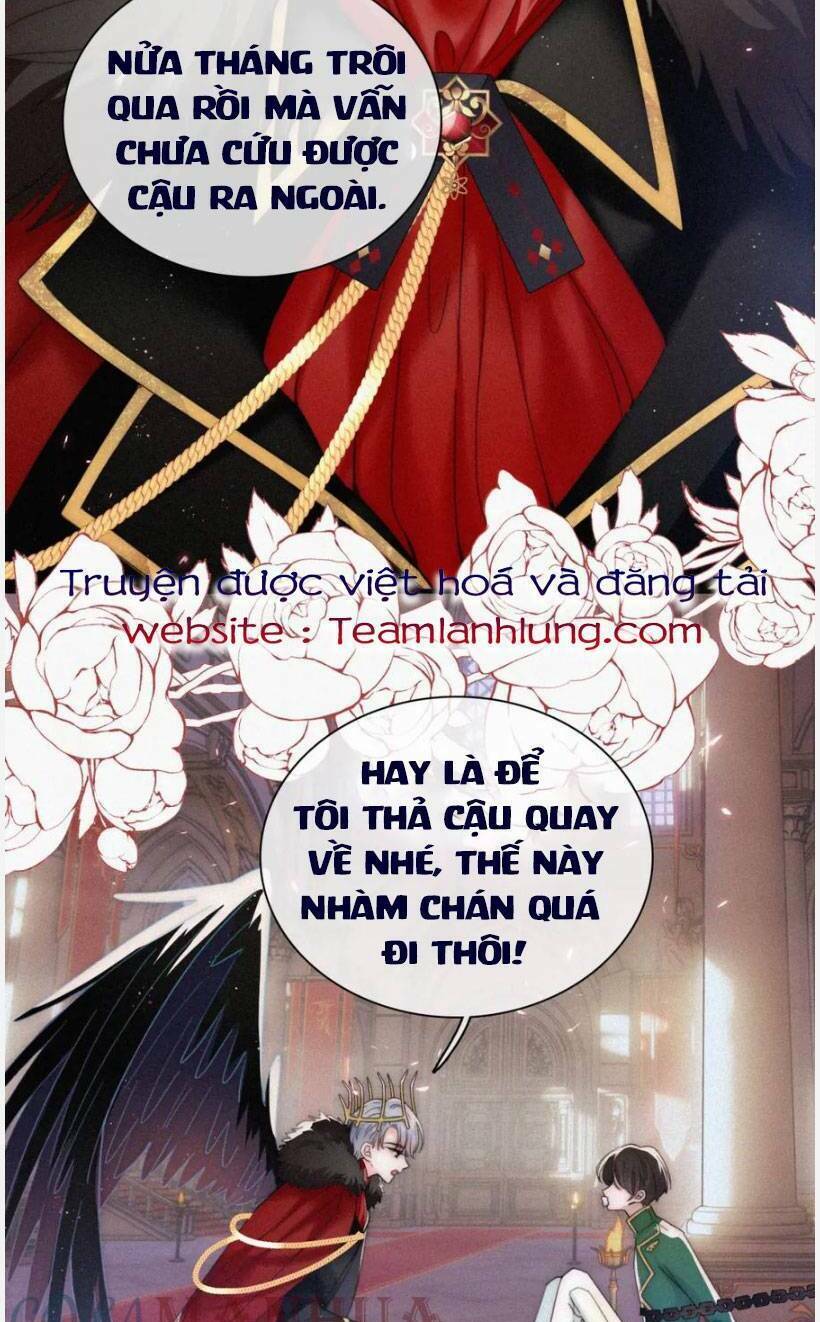 NỬA THÁNG TRÔI
QUA RỒI MÀ VẪN
CHƯA CỨU ĐƯỢC
CẬU RA NGOÀI.
Truyện được việt hoá và đăng tải
website : Teamlanhlung.com
HAY LÀ ĐỂ
TÔI THẢ CẬU QUAY
VỀ NHÉ, THẾ NÀY
NHÀM CHÁN QUÁ
ĐI THÔI!